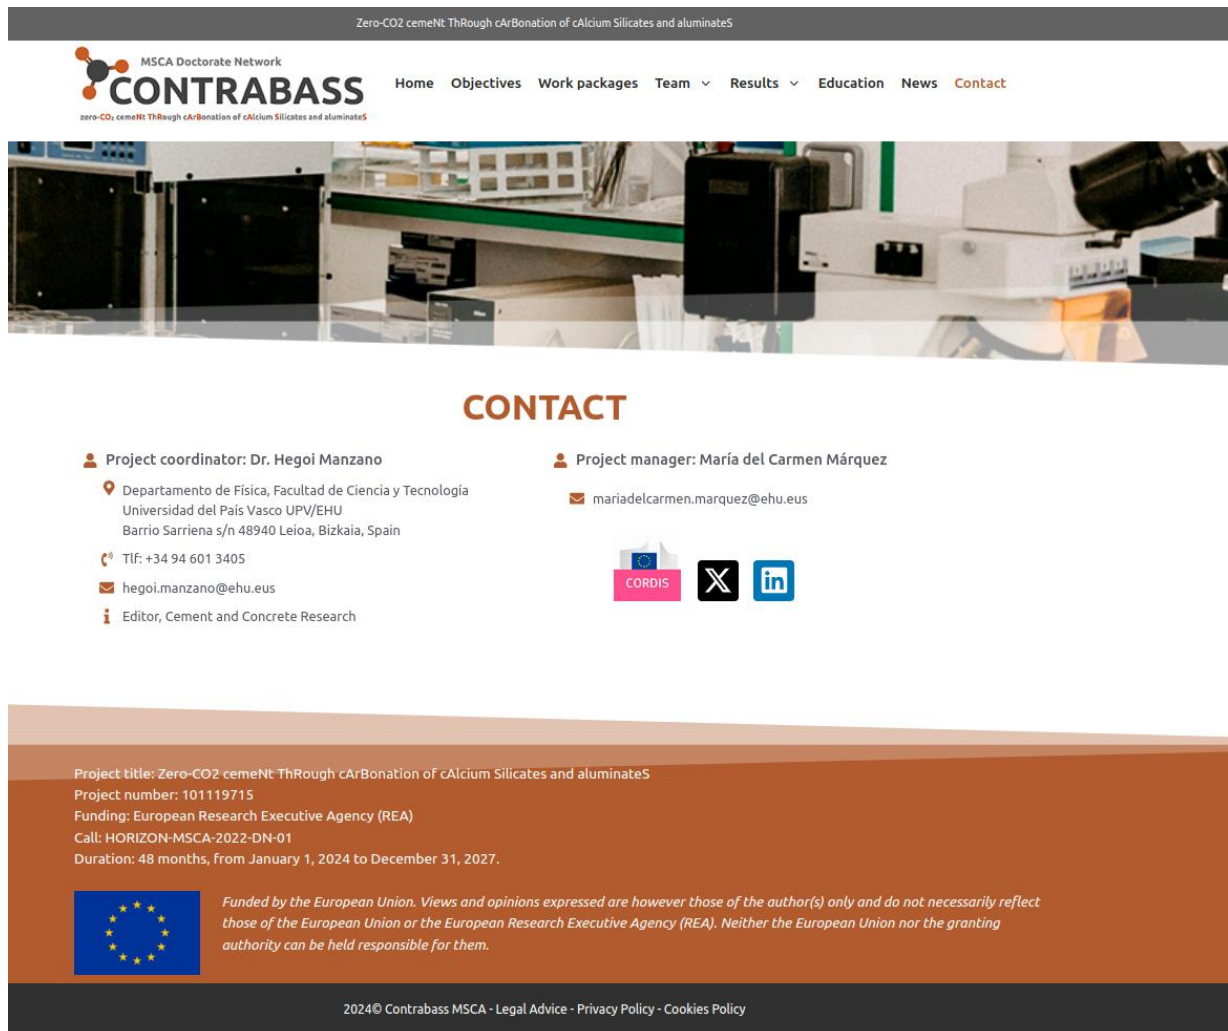 Zero-CO2 cemeNt ThRough cArBonation of cAlcium Silicates and aluminateS
MSCA Doctorate Network
CONTRABASS
zero-CO₂ cemeNt ThRough cArBonation of cAlcium Silicates and aluminateS
Home Objectives Work packages Team Results Education News Contact
CONTACT
Project coordinator: Dr. Hegoi Manzano
Departamento de Física, Facultad de Ciencia y Tecnología
Universidad del País Vasco UPV/EHU
Barrio Sarriena s/n 48940 Leioa, Bizkaia, Spain
Tlf: +34 94 601 3405
hegoi.manzano@ehu.eus
Editor, Cement and Concrete Research
Project manager: María del Carmen Márquez
mariadelcarmen.marquez@ehu.eus
CORDIS
X
in
Project title: Zero-CO2 cemeNt ThRough cArBonation of cAlcium Silicates and aluminateS
Project number: 101119715
Funding: European Research Executive Agency (REA)
Call: HORIZON-MSCA-2022-DN-01
Duration: 48 months, from January 1, 2024 to December 31, 2027.
Funded by the European Union. Views and opinions expressed are however those of the author(s) only and do not necessarily reflect
those of the European Union or the European Research Executive Agency (REA). Neither the European Union nor the granting
authority can be held responsible for them.
2024© Contrabass MSCA - Legal Advice - Privacy Policy - Cookies Policy